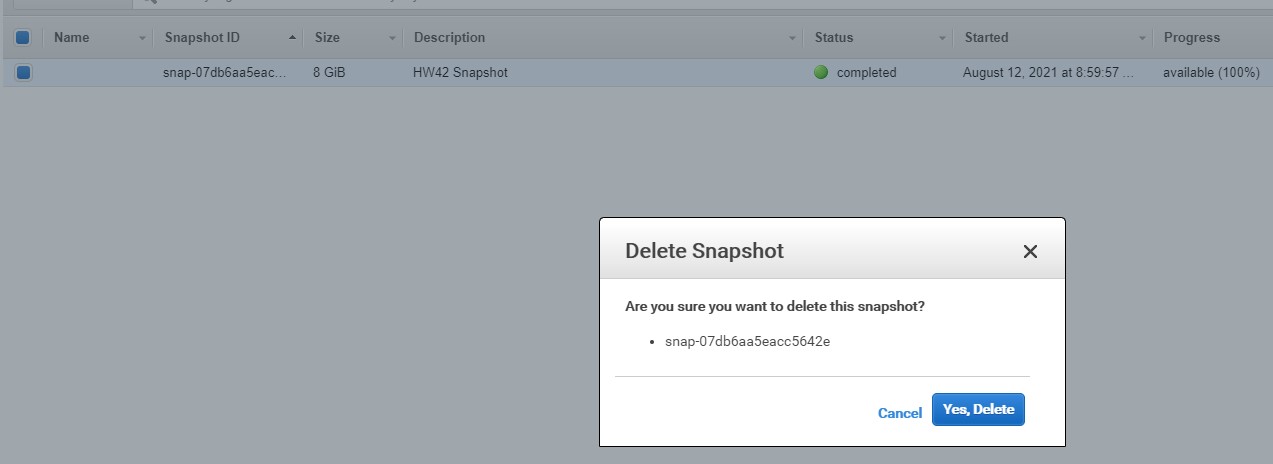 Name Snapshot ID Size Description Status Started Progress
snap-07db6aa5eac... 8 GiB HW42 Snapshot completed August 12, 2021 at 8:59:57 ... available (100%)
Delete Snapshot
Are you sure you want to delete this snapshot?
snap-07db6aa5eacc5642e
Cancel Yes, Delete